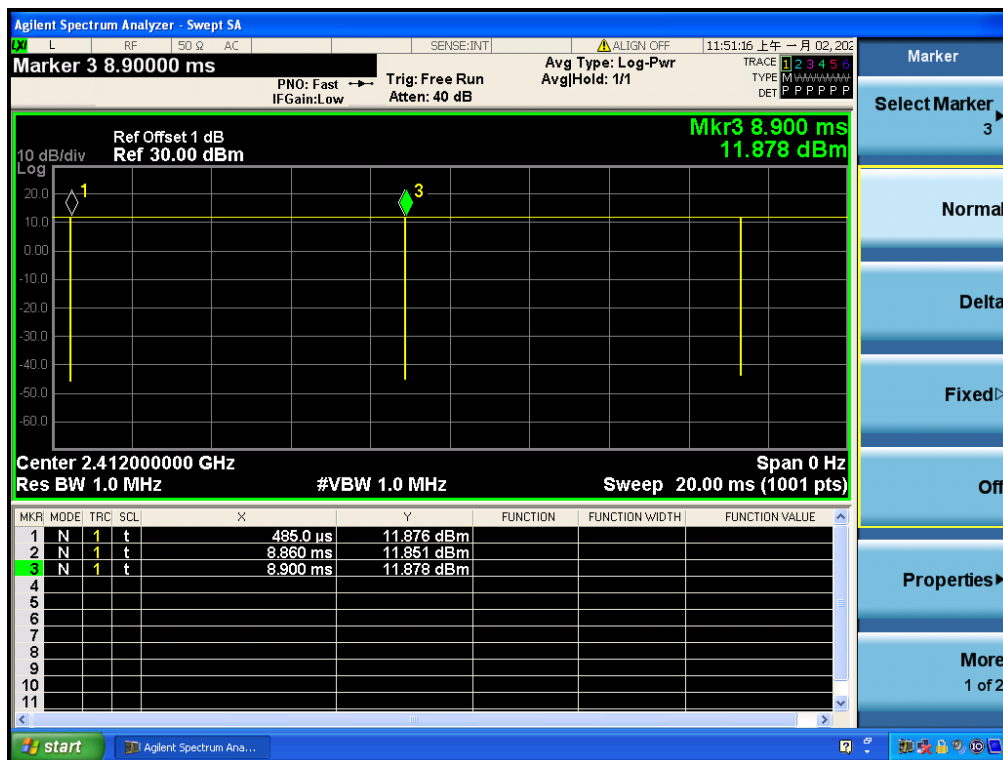 Agilent Spectrum Analyzer - Swept SA
LXI L RF 50 Ω AC SENSE:INT ALIGN OFF 11:51:16 上午 一月 02, 202
Marker 3 8.90000 ms
PNO: Fast
IFGain:Low
Trig: Free Run
Atten: 40 dB
Avg Type: Log-Pwr
Avg|Hold: 1/1
TRACE 1 2 3 4 5 6
TYPE M
DET P P P P P P
Mkr3 8.900 ms
11.878 dBm
Ref Offset 1 dB
10 dB/div Ref 30.00 dBm
Log
20.0
10.0
0.00
-10.0
-20.0
-30.0
-40.0
-50.0
-60.0
1
3
Center 2.412000000 GHz Span 0 Hz
Res BW 1.0 MHz #VBW 1.0 MHz Sweep 20.00 ms (1001 pts)
MKR MODE TRC SCL X Y FUNCTION FUNCTION WIDTH FUNCTION VALUE
1 N 1 t 485.0 µs 11.876 dBm
2 N 1 t 8.860 ms 11.851 dBm
3 N 1 t 8.900 ms 11.878 dBm
4
5
6
7
8
9
10
11
Marker
Select Marker
3
Normal
Delta
Fixed
Off
Properties
More
1 of 2
start Agilent Spectrum Ana...